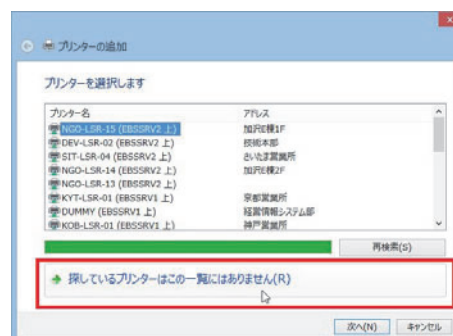 プリンターの追加
プリンターを選択します
プリンター名 アドレス
NGO-LSR-15 (EBSSRV2 上) 加沢E棟1F
DEV-LSR-02 (EBSSRV2 上) 技術本部
SIT-LSR-04 (EBSSRV2 上) さいたま営業所
NGO-LSR-14 (EBSSRV2 上) 加沢E棟2F
NGO-LSR-13 (EBSSRV2 上)
KYT-LSR-01 (EBSSRV1 上) 京都営業所
DUMMY (EBSSRV1 上) 経営情報システム部
KOB-LSR-01 (EBSSRV1 上) 神戸営業所
再検索(S)
探しているプリンターはこの一覧にはありません(R)
次へ(N) キャンセル